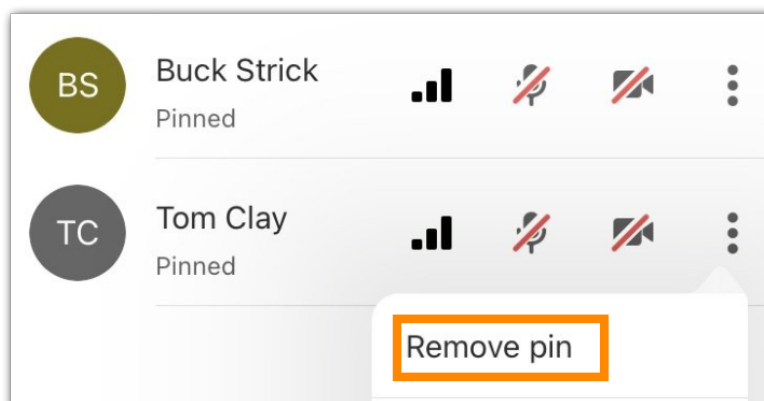 BS
Buck Strick
Pinned
TC
Tom Clay
Pinned
Remove pin